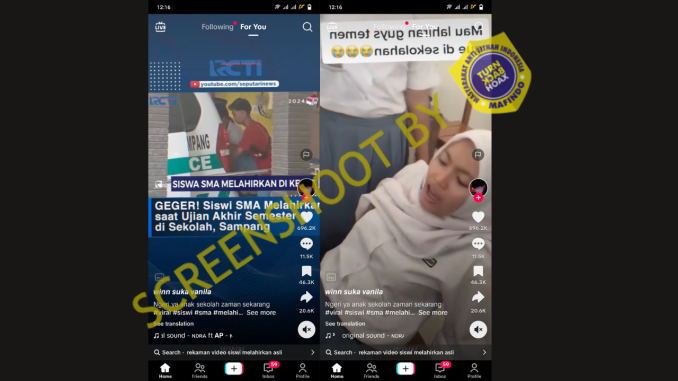 12:16
LIVE
Following For You
RCTI
youtube.com/seputarinews
RCTI
2024
MPANG
CE
SISWA SMA MELAHIRKAN DI KE
GEGER! Siswi SMA Melahirkan
saat Ujian Akhir Semester
di Sekolah, Sampang
696.2K
11.5K
46.3K
20.6K
winn suka vanila
Ngeri ya anak sekolah zaman sekarang
#viral #siswi #sma #melahi... See more
See translation
al sound - NDRA ft AP -
Search · rekaman video siswi melahirkan asli
Home
Friends
59
Inbox
Profile
12:16
LIVE
Following For You
Mau lahiran guys temen
e di sekolahan
MASYARAKAT ANTI FITNAH INDONESIA
TURN
BACK
HOAX
MAFINDO
696.2K
11.5K
46.3K
20.6K
winn suka vanila
Ngeri ya anak sekolah zaman sekarang
#viral #siswi #sma #melahi... See more
See translation
original sound - NDRA
Search · rekaman video siswi melahirkan asli
Home
Friends
59
Inbox
Profile
SCREENSHOOT BY